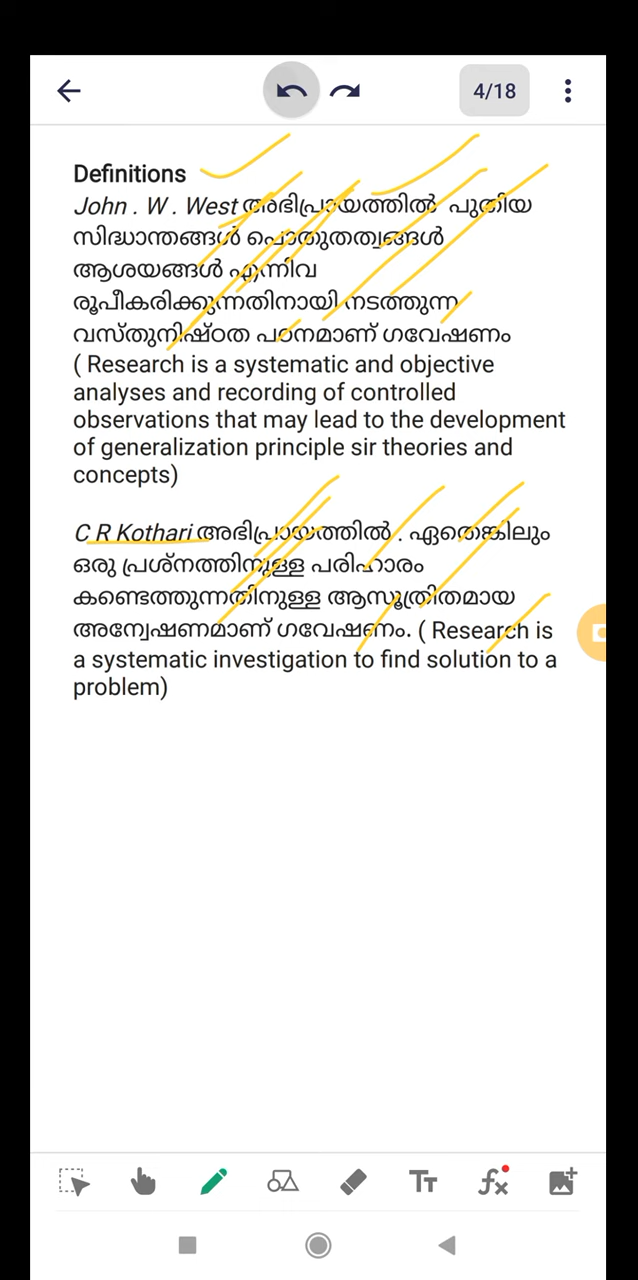 4/18
Definitions
John . W . West അഭിപ്രായത്തിൽ പുതിയ
സിദ്ധാന്തങ്ങൾ പൊതുതത്വങ്ങൾ
ആശയങ്ങൾ എന്നിവ
രൂപീകരിക്കുന്നതിനായി നടത്തുന്ന
വസ്തുനിഷ്ഠത പഠനമാണ് ഗവേഷണം
( Research is a systematic and objective
analyses and recording of controlled
observations that may lead to the development
of generalization principle sir theories and
concepts)
C R Kothari അഭിപ്രായത്തിൽ . ഏതെങ്കിലും
ഒരു പ്രശ്നത്തിനുള്ള പരിഹാരം
കണ്ടെത്തുന്നതിനുള്ള ആസൂത്രിതമായ
അന്വേഷണമാണ് ഗവേഷണം. ( Research is
a systematic investigation to find solution to a
problem)